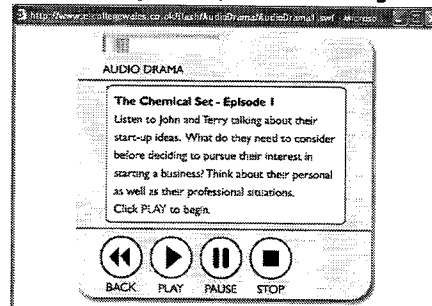 AUDIO DRAMA
The Chemical Set - Episode 1
Listen to John and Terry talking about their
start-up ideas. What do they need to consider
before deciding to pursue their interest in
starting a business? Think about their personal
as well as their professional situations.
Click PLAY to begin.
BACK PLAY PAUSE STOP